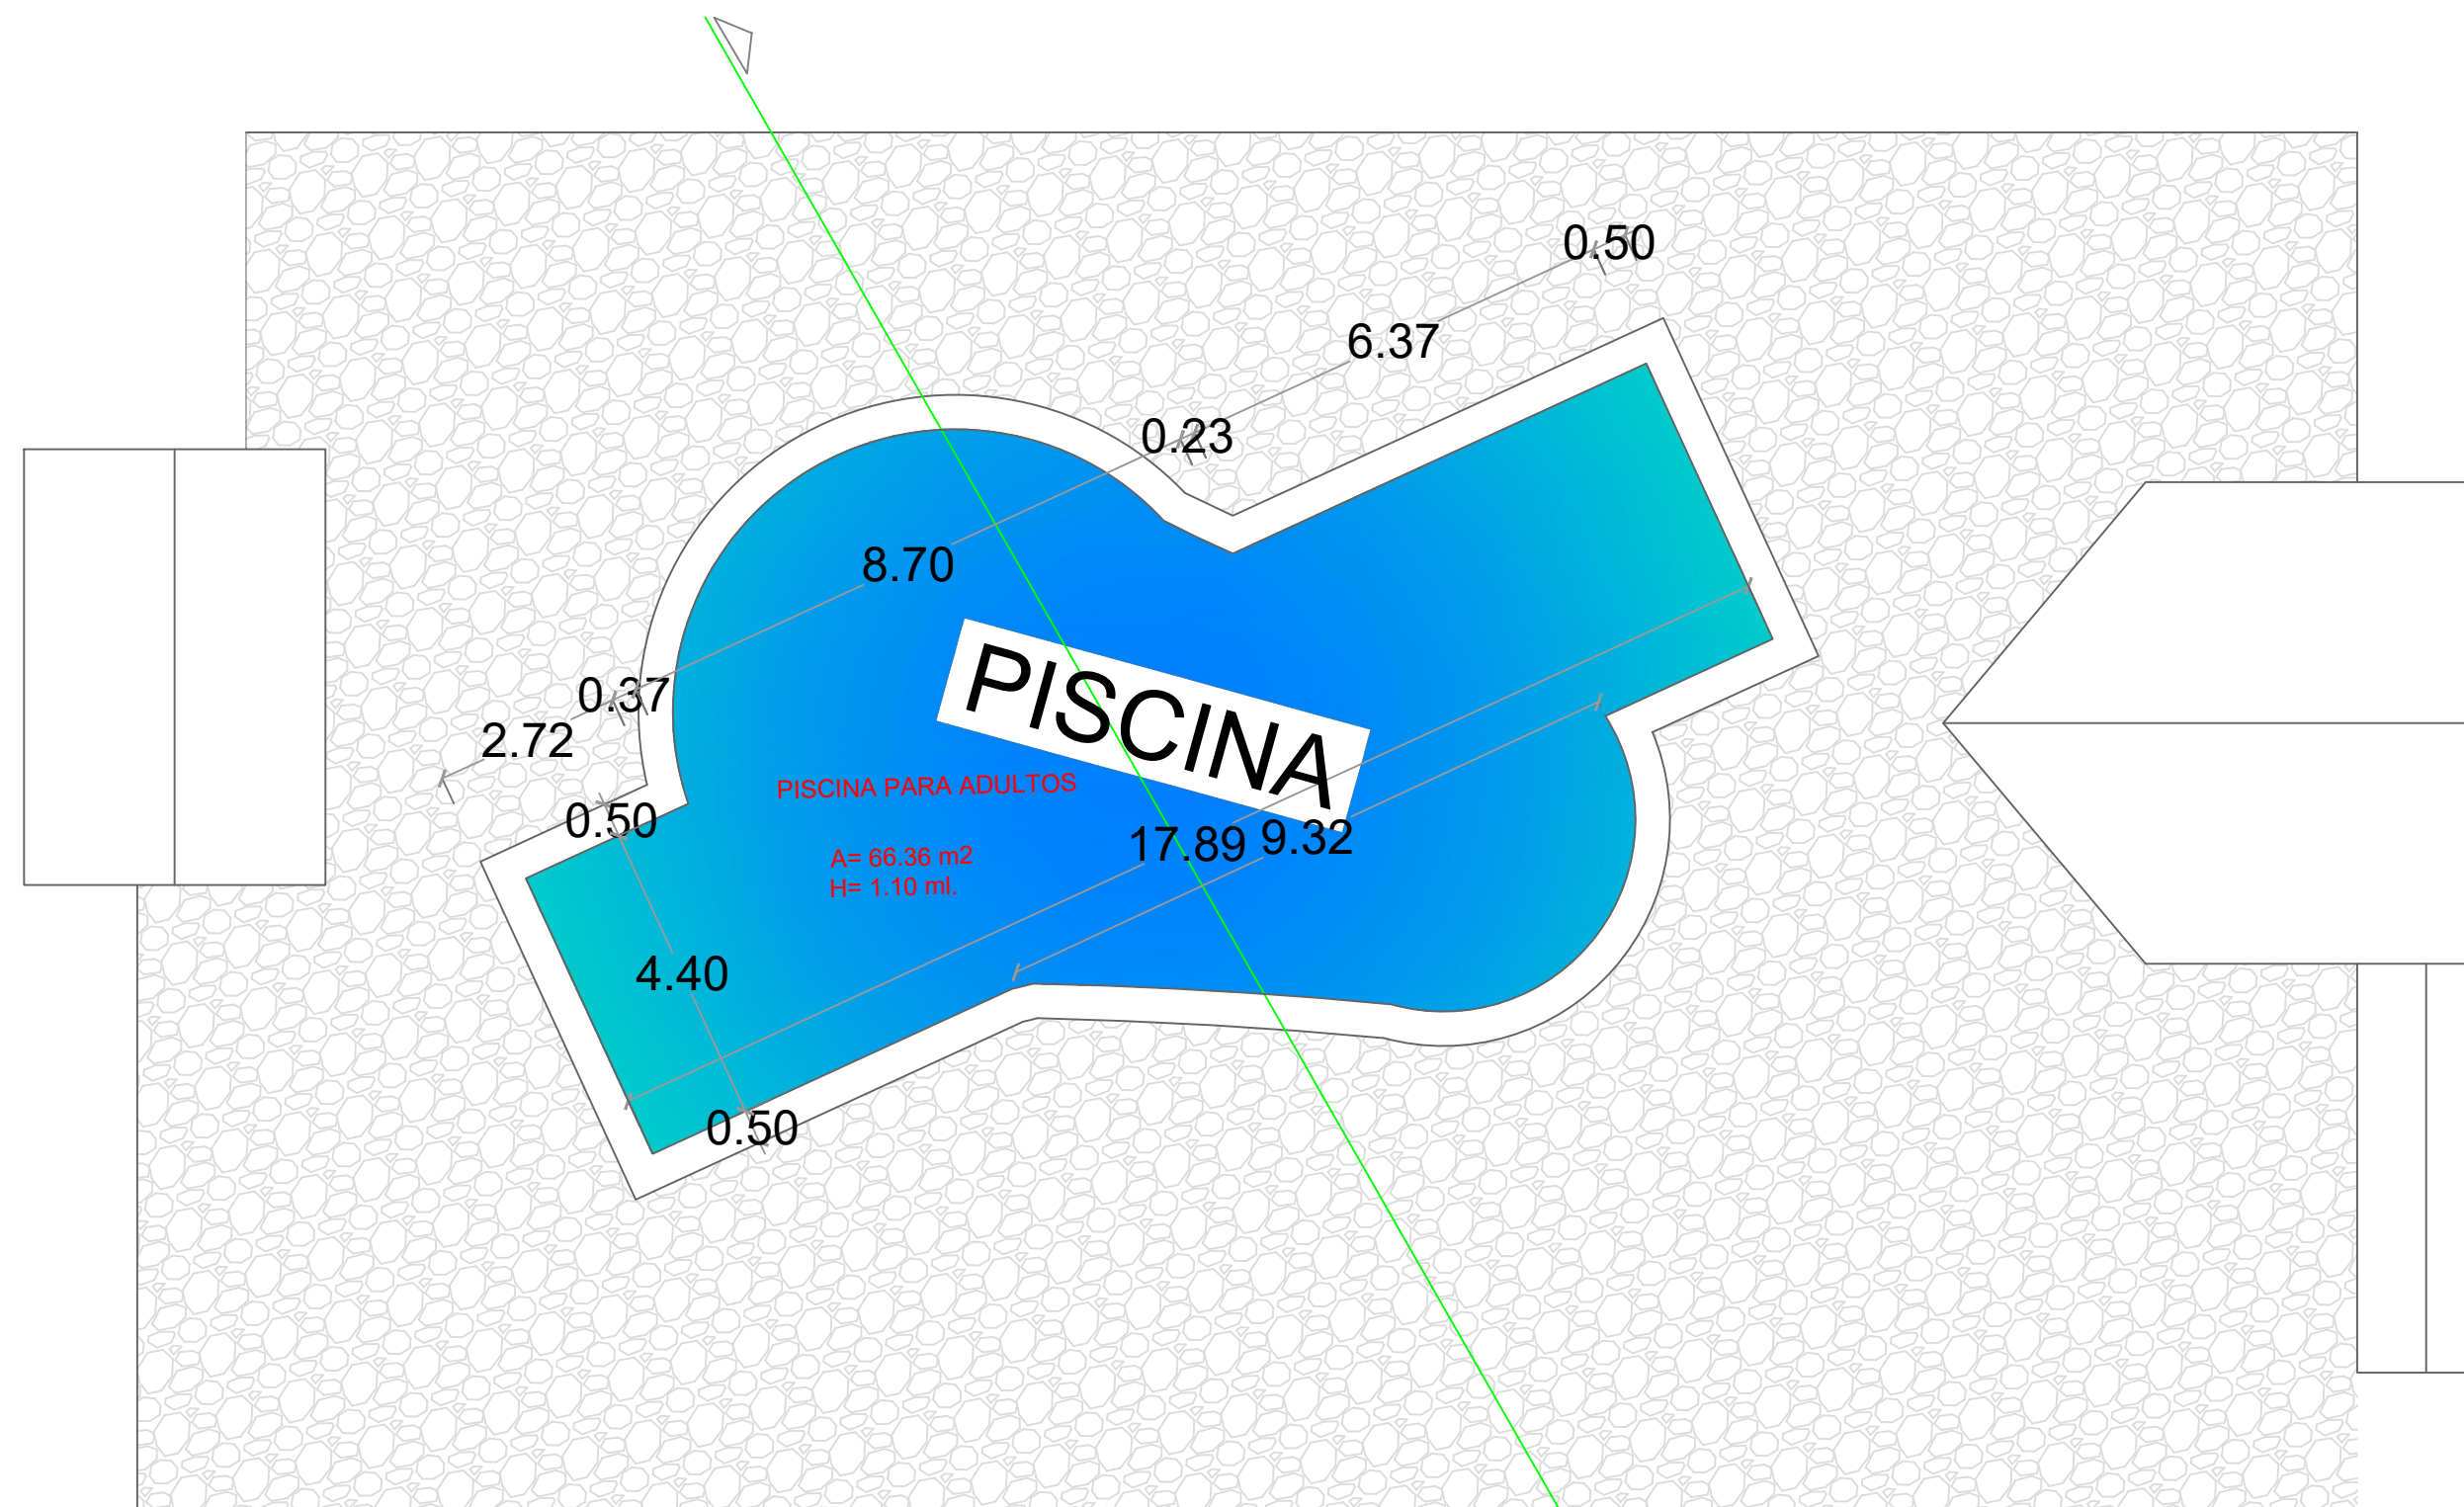 0.50
6.37
0.23
8.70
0.37
2.72
PISCINA
PISCINA PARA ADULTOS
0.50
17.89
9.32
A= 66.36 m2
H= 1.10 ml.
4.40
0.50